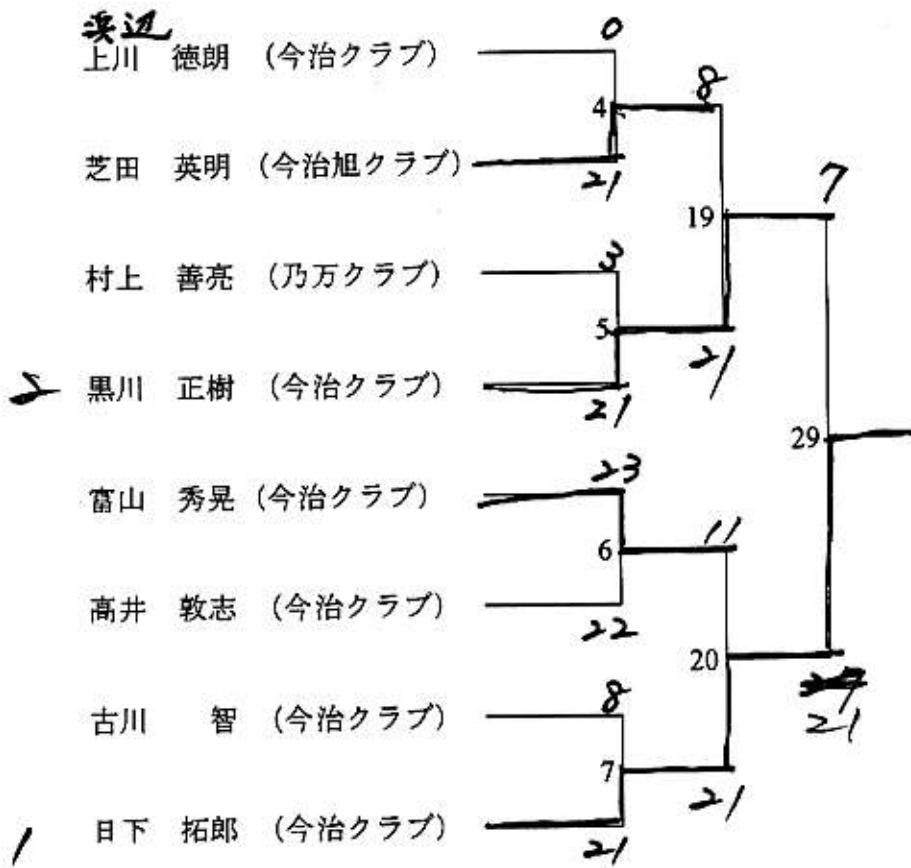 浜辺 0
上川 徳朗 (今治クラブ) 8
4
芝田 英明 (今治旭クラブ) 21 7
19
村上 善亮 (乃万クラブ) 3
5
21
黒川 正樹 (今治クラブ) 21
2
29
富山 秀晃 (今治クラブ) 23
6 11
高井 敦志 (今治クラブ) 22
20
古川 智 (今治クラブ) 8
21
7
21
日下 拓郎 (今治クラブ) 21
1